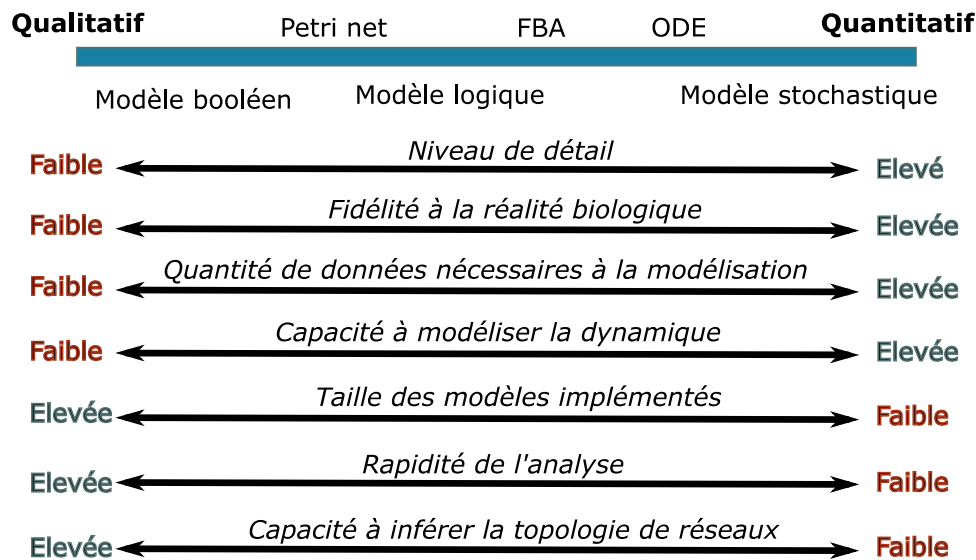 Qualitatif Petri net FBA ODE Quantitatif
Modèle booléen Modèle logique Modèle stochastique
Faible Niveau de détail Elevé
Faible Fidélité à la réalité biologique Elevée
Faible Quantité de données nécessaires à la modélisation Elevée
Faible Capacité à modéliser la dynamique Elevée
Elevée Taille des modèles implémentés Faible
Elevée Rapidité de l'analyse Faible
Elevée Capacité à inférer la topologie de réseaux Faible